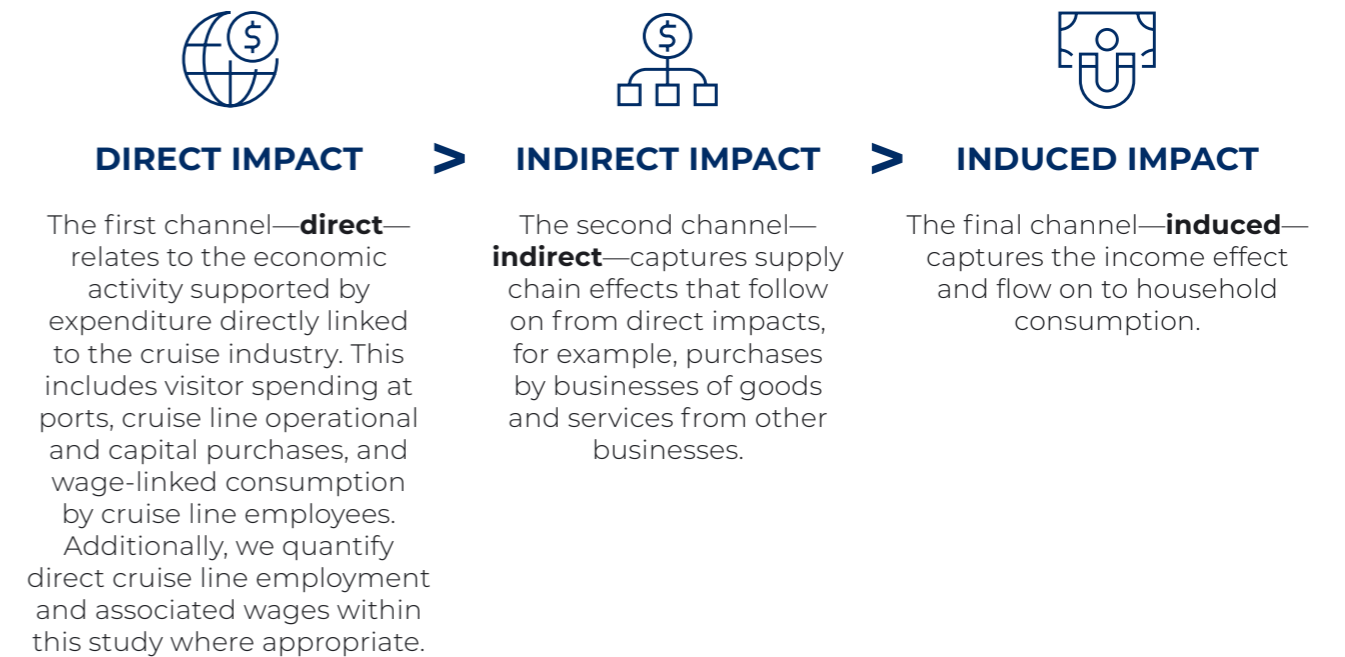 DIRECT IMPACT > INDIRECT IMPACT > INDUCED IMPACT
The first channel—direct—
relates to the economic
activity supported by
expenditure directly linked
to the cruise industry. This
includes visitor spending at
ports, cruise line operational
and capital purchases, and
wage-linked consumption
by cruise line employees.
Additionally, we quantify
direct cruise line employment
and associated wages within
this study where appropriate.
The second channel—
indirect—captures supply
chain effects that follow
on from direct impacts,
for example, purchases
by businesses of goods
and services from other
businesses.
The final channel—induced—
captures the income effect
and flow on to household
consumption.